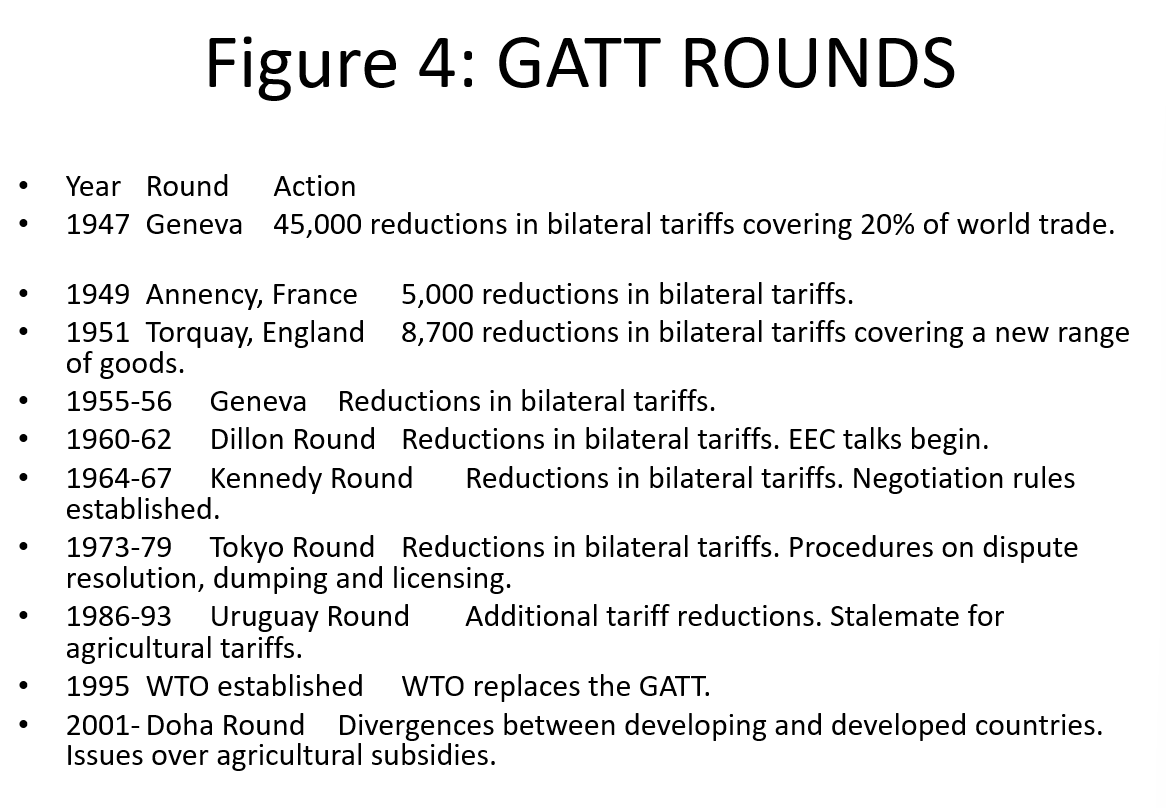 Figure 4: GATT ROUNDS
• Year Round Action
• 1947 Geneva 45,000 reductions in bilateral tariffs covering 20% of world trade.
• 1949 Annency, France 5,000 reductions in bilateral tariffs.
• 1951 Torquay, England 8,700 reductions in bilateral tariffs covering a new range
of goods.
• 1955-56 Geneva Reductions in bilateral tariffs.
• 1960-62 Dillon Round Reductions in bilateral tariffs. EEC talks begin.
• 1964-67 Kennedy Round Reductions in bilateral tariffs. Negotiation rules
established.
• 1973-79 Tokyo Round Reductions in bilateral tariffs. Procedures on dispute
resolution, dumping and licensing.
• 1986-93 Uruguay Round Additional tariff reductions. Stalemate for
agricultural tariffs.
• 1995 WTO established WTO replaces the GATT.
• 2001- Doha Round Divergences between developing and developed countries.
Issues over agricultural subsidies.